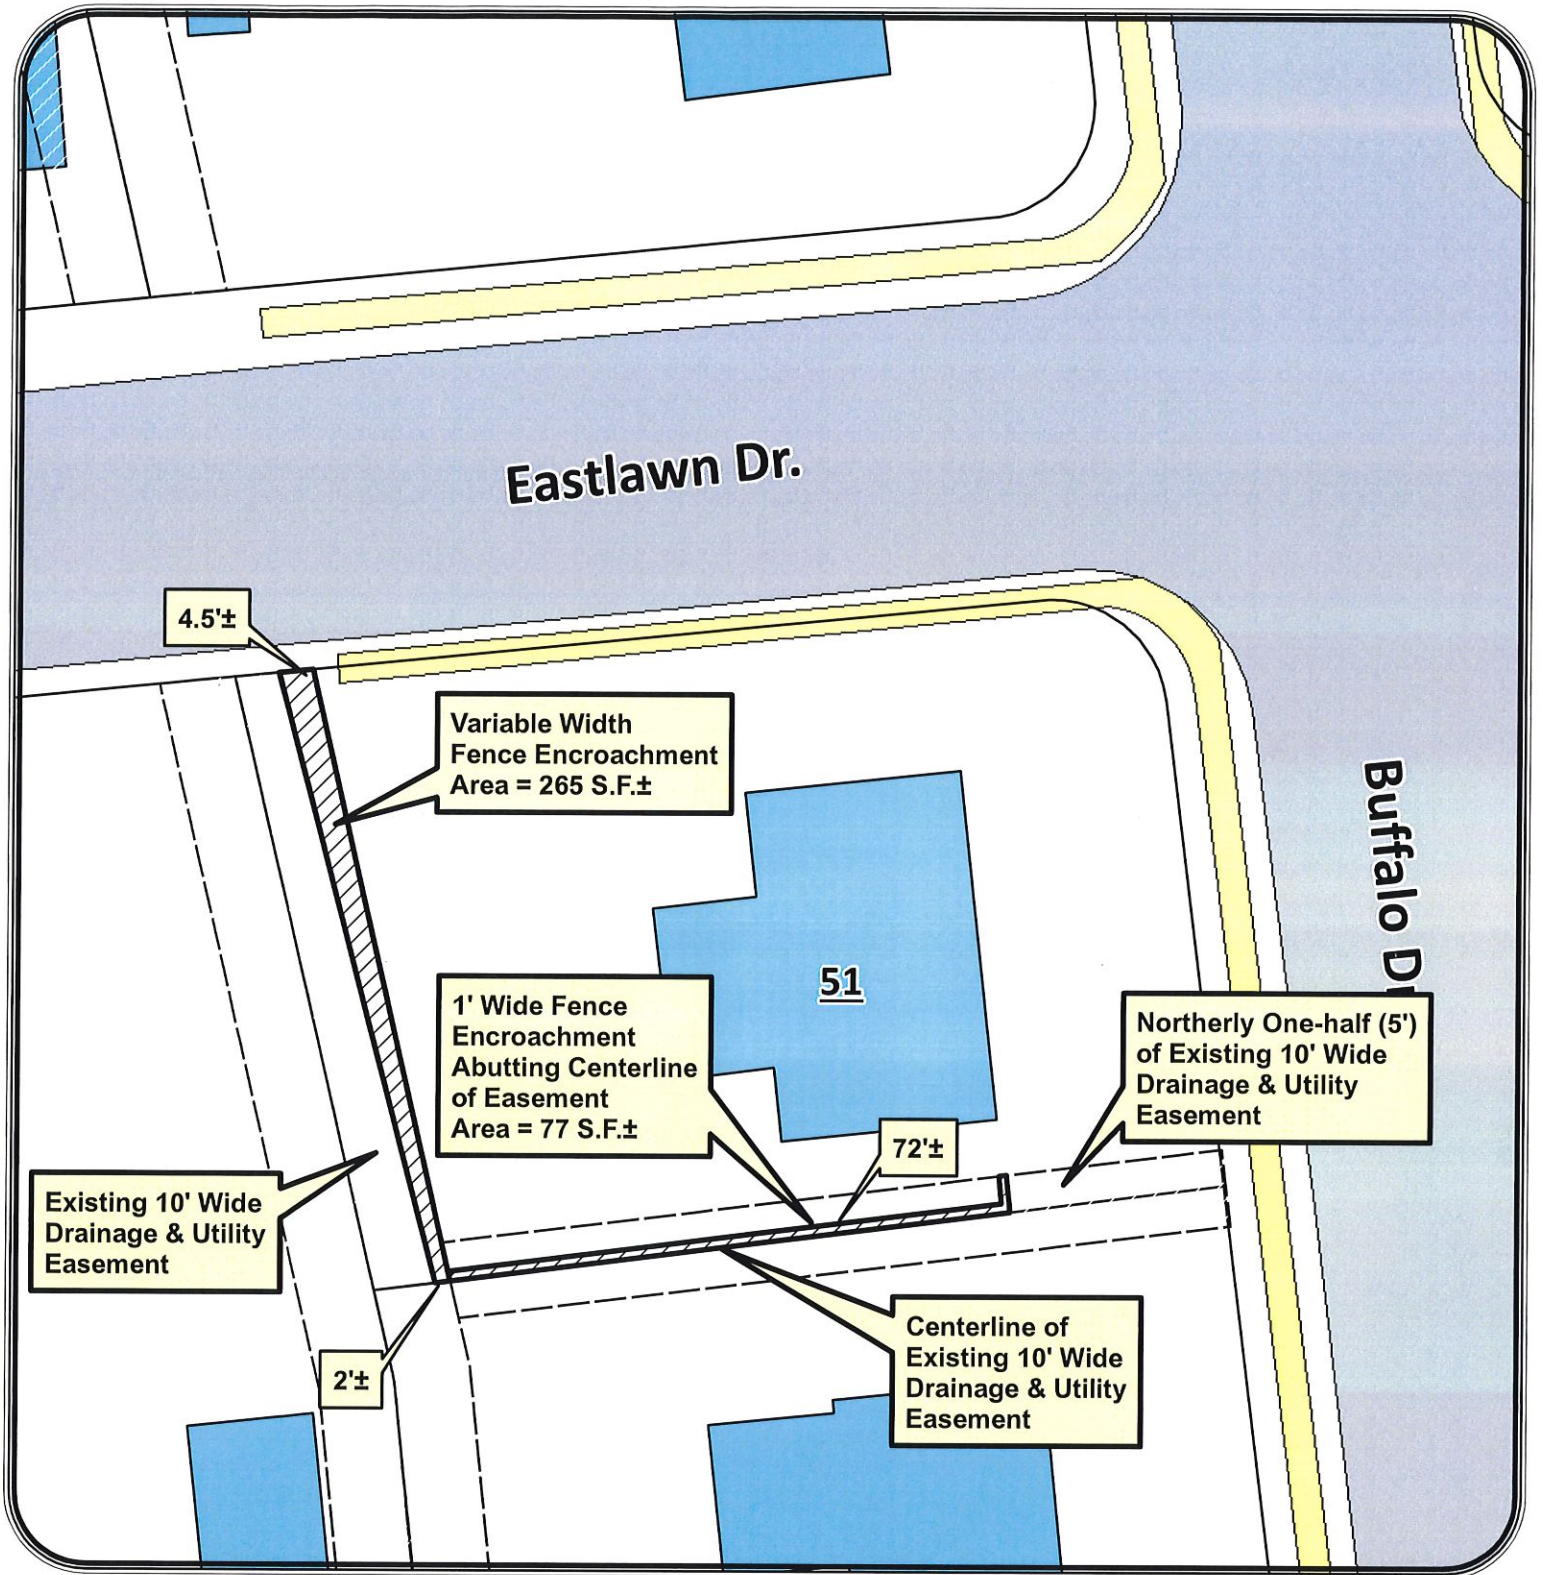 Eastlawn Dr.
4.5'±
Variable Width
Fence Encroachment
Area = 265 S.F.±
Buffalo Dr
51
1' Wide Fence
Encroachment
Abutting Centerline
of Easement
Area = 77 S.F.±
Northerly One-half (5')
of Existing 10' Wide
Drainage & Utility
Easement
72'±
Existing 10' Wide
Drainage & Utility
Easement
Centerline of
Existing 10' Wide
Drainage & Utility
Easement
2'±